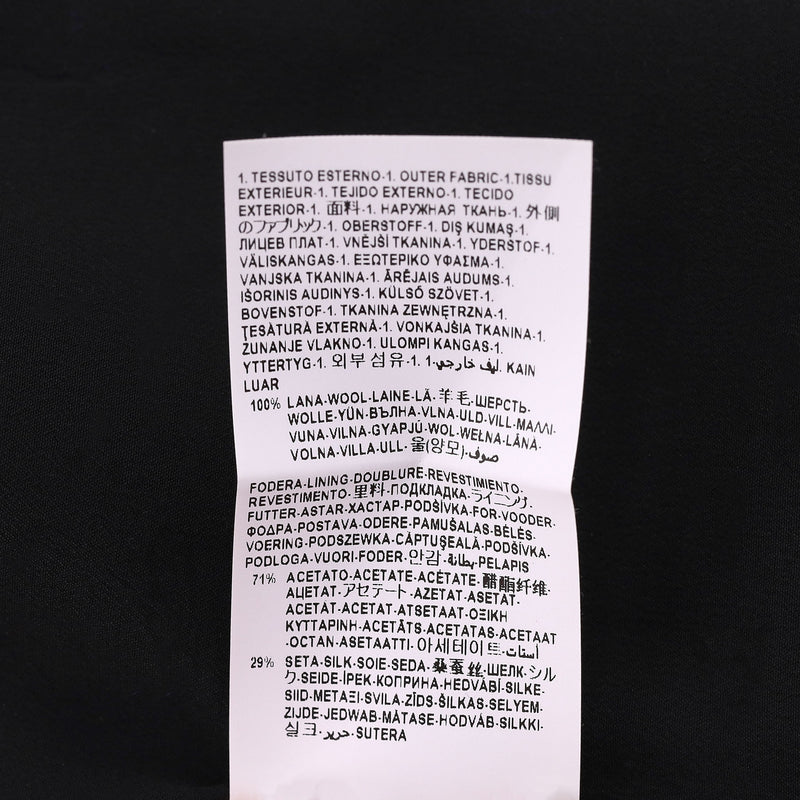 1. TESSUTO ESTERNO-1. OUTER FABRIC-1.TISSU
EXTERIEUR-1. TEJIDO EXTERNO-1. TECIDO
EXTERIOR-1. 面料-1. НАРУЖНАЯ ТКАНЬ-1. 外側
のファブリック-1. OBERSTOFF-1. DIŞ KUMAŞ-1.
ЛИЦЕВ ПЛАТ-1. VNĚJŠÍ TKANINA-1. YDERSTOF-1.
VÄLISKANGAS-1. ΕΞΩΤΕΡΙΚΟ ΥΦΑΣΜΑ-1.
VANJSKA TKANINA-1. ĀRĒJAIS AUDUMS-1.
IŠORINIS AUDINYS-1. KÜLSŐ SZÖVET-1.
BOVENSTOF-1. TKANINA ZEWNĘTRZNA-1.
ŢESĂTURĂ EXTERNĂ-1. VONKAJŠIA TKANINA-1.
ZUNANJE VLAKNO-1. ULOMPI KANGAS-1.
YTTERTYG-1. 외부 섬유-1. ليف خارجي-1. KAIN
LUAR
100% LANA-WOOL-LAINE-LÃ-羊毛-ШЕРСТЬ-
WOLLE-YÜN-ВЪЛНА-VLNA-ULD-VILL-ΜΑΛΛΙ-
VUNA-VILNA-GYAPJÚ-WOL-WEŁNA-LÂNĂ-
VOLNA-VILLA-ULL-울(양모)-صوف
FODERA-LINING-DOUBLURE-REVESTIMIENTO-
REVESTIMENTO-里料-ПОДКЛАДКА-ライニング-
FUTTER-ASTAR-ХАСТАР-PODŠÍVKA-FOR-VOODER-
ΦΟΔΡΑ-POSTAVA-ODERE-PAMUŠALAS-BÉLÉS-
VOERING-PODSZEWKA-CĂPTUŞEALĂ-PODŠÍVKA-
PODLOGA-VUORI-FODER-안감-بطانة-PELAPIS
71% ACETATO-ACETATE-ACÉTATE-醋酯纤维-
АЦЕТАТ-アセテート-AZETAT-ASETAT-
ACETÁT-ACETAT-ATSETAAT-ΟΞΙΚΗ
ΚΥΤΤΑΡΙΝΗ-ACETĀTS-ACETATAS-ACETAAT
-OCTAN-ASETAATTI-아세테이트-أستات-
29% SETA-SILK-SOIE-SEDA-桑蚕丝-ШЕЛК-シル
ク-SEIDE-İPEK-КОПРИНА-HEDVÁBÍ-SILKE-
SIID-ΜΕΤΑΞΙ-SVILA-ZĪDS-ŠILKAS-SELYEM-
ZIJDE-JEDWAB-MĂTASE-HODVÁB-SILKKI-
실크-حرير-SUTERA